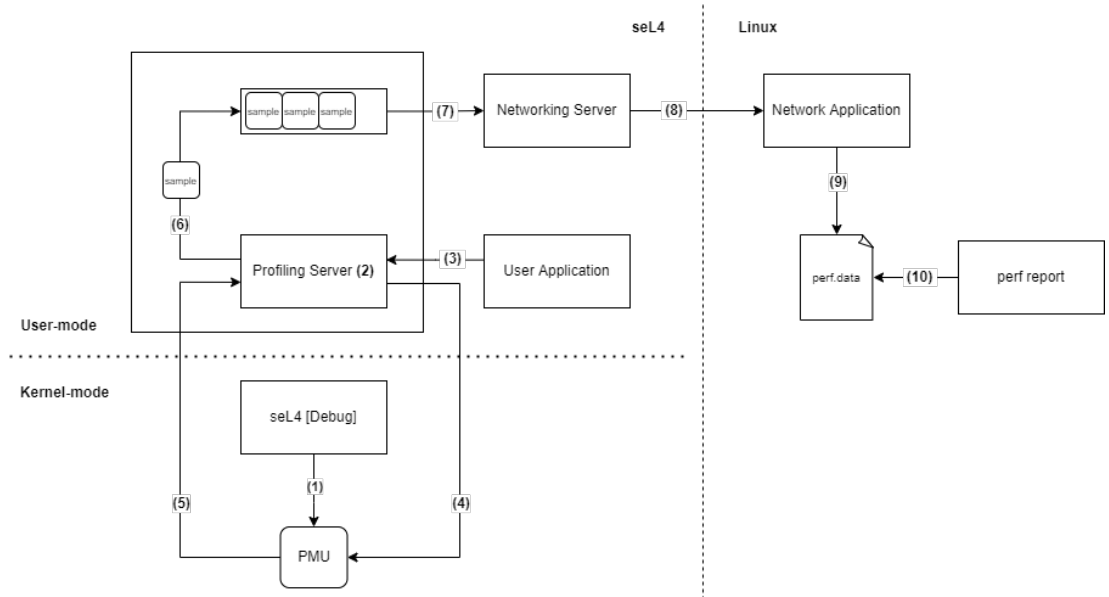 seL4
Linux
sample
sample
sample
(7)
Networking Server
(8)
Network Application
sample
(9)
(6)
Profiling Server (2)
(3)
User Application
perf.data
(10)
perf report
User-mode
Kernel-mode
seL4 [Debug]
(1)
(5)
(4)
PMU